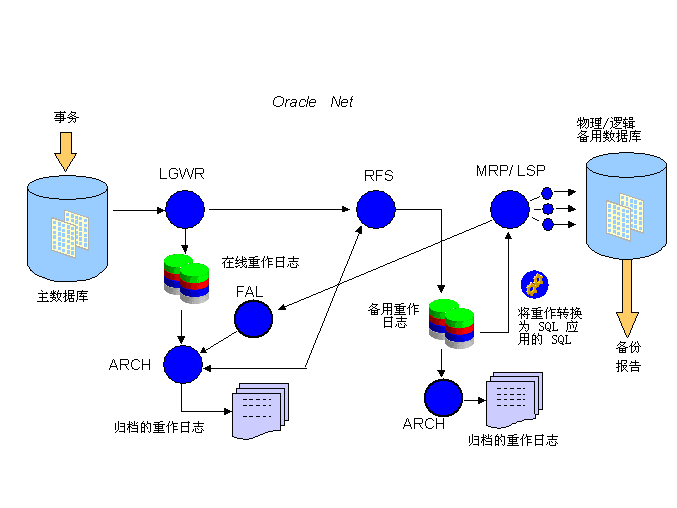 Oracle Net
事务
物理/逻辑
备用数据库
LGWR
RFS
MRP/ LSP
在线重作日志
主数据库
FAL
备用重作
日志
将重作转换
为 SQL 应
用的 SQL
备份
报告
ARCH
归档的重作日志
ARCH
归档的重作日志